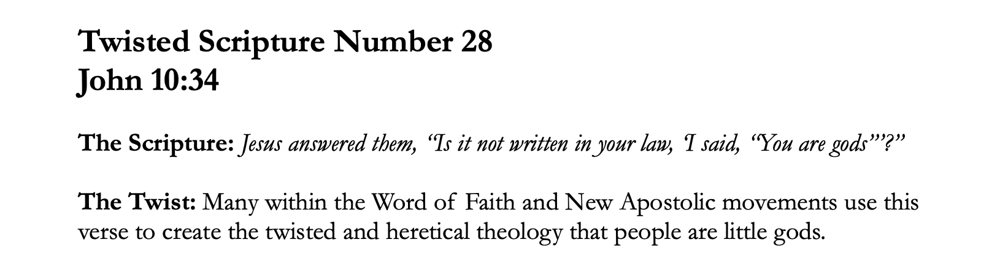 Twisted Scripture Number 28
John 10:34
The Scripture: Jesus answered them, “Is it not written in your law, ‘I said, “You are gods”’?”
The Twist: Many within the Word of Faith and New Apostolic movements use this
verse to create the twisted and heretical theology that people are little gods.